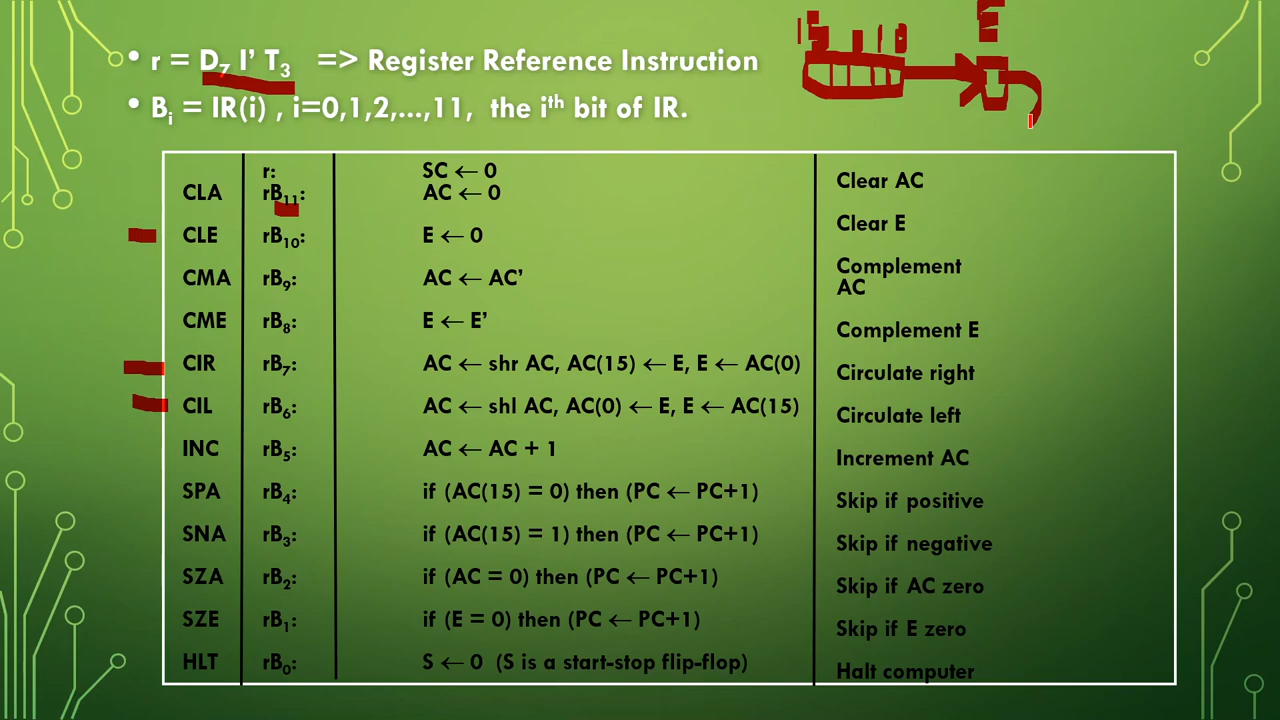 • r = D₇ I’ T₃ => Register Reference Instruction
• Bᵢ = IR(i) , i=0,1,2,...,11, the iᵗʰ bit of IR.
r: SC ← 0
CLA rB₁₁: AC ← 0 Clear AC
CLE rB₁₀: E ← 0 Clear E
CMA rB₉: AC ← AC’ Complement AC
CME rB₈: E ← E’ Complement E
CIR rB₇: AC ← shr AC, AC(15) ← E, E ← AC(0) Circulate right
CIL rB₆: AC ← shl AC, AC(0) ← E, E ← AC(15) Circulate left
INC rB₅: AC ← AC + 1 Increment AC
SPA rB₄: if (AC(15) = 0) then (PC ← PC+1) Skip if positive
SNA rB₃: if (AC(15) = 1) then (PC ← PC+1) Skip if negative
SZA rB₂: if (AC = 0) then (PC ← PC+1) Skip if AC zero
SZE rB₁: if (E = 0) then (PC ← PC+1) Skip if E zero
HLT rB₀: S ← 0 (S is a start-stop flip-flop) Halt computer